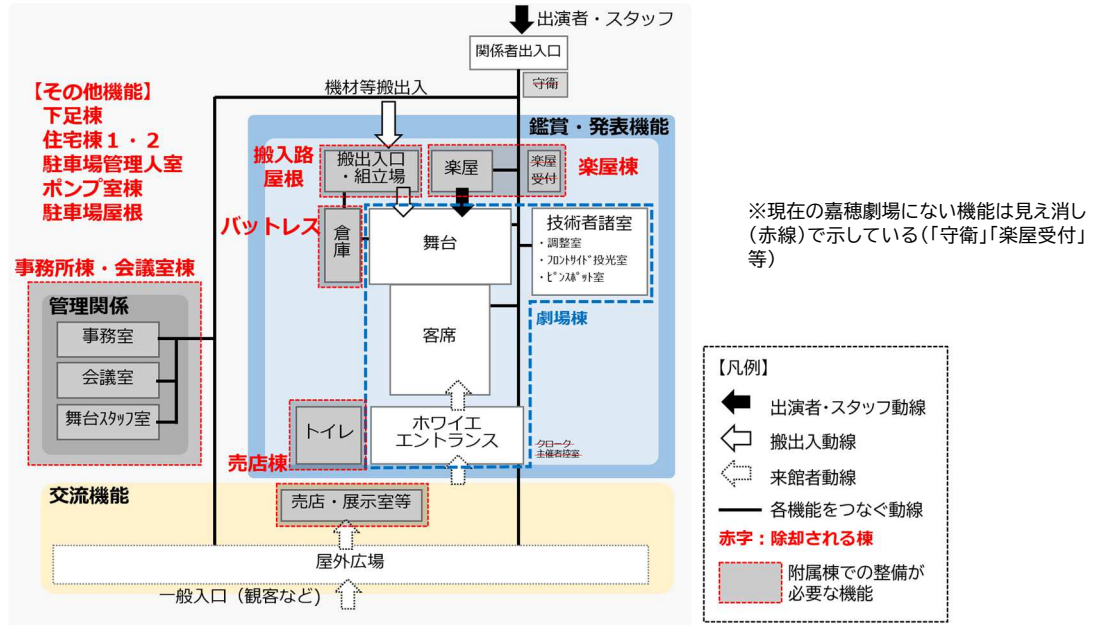 出演者・スタッフ
関係者出入口
守衛
機材等搬出入
【その他機能】
下足棟
住宅棟１・２
駐車場管理人室
ポンプ室棟
駐車場屋根
鑑賞・発表機能
搬入路
屋根
搬出入口
・組立場
楽屋
楽屋
受付
楽屋棟
バットレス
倉
庫
舞台
技術者諸室
・調整室
・ﾌﾛﾝﾄｻｲﾄﾞ投光室
・ﾋﾟﾝｽﾎﾟｯﾄ室
※現在の嘉穂劇場にない機能は見え消し
（赤線）で示している（「守衛」「楽屋受付」
等）
事務所棟・会議室棟
管理関係
事務室
会議室
舞台ｽﾀｯﾌ室
客席
劇場棟
トイレ
売店棟
ホワイエ
エントランス
クローク
主催者控室
交流機能
売店・展示室等
屋外広場
一般入口（観客など）
【凡例】
出演者・スタッフ動線
搬出入動線
来館者動線
各機能をつなぐ動線
赤字：除却される棟
附属棟での整備が
必要な機能